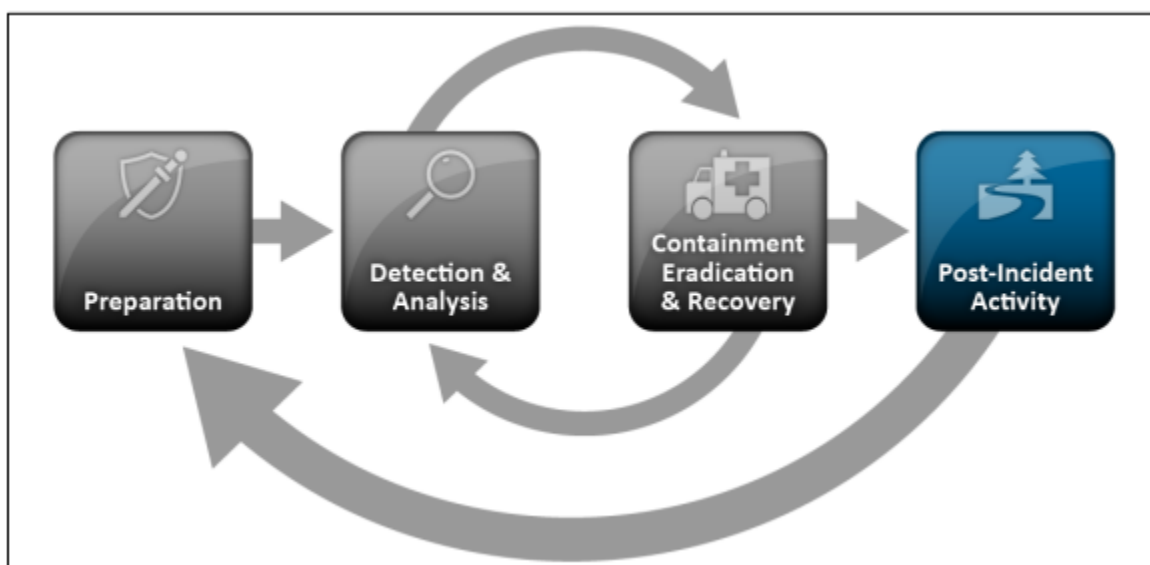 Preparation
Detection &
Analysis
Containment
Eradication
& Recovery
Post-Incident
Activity